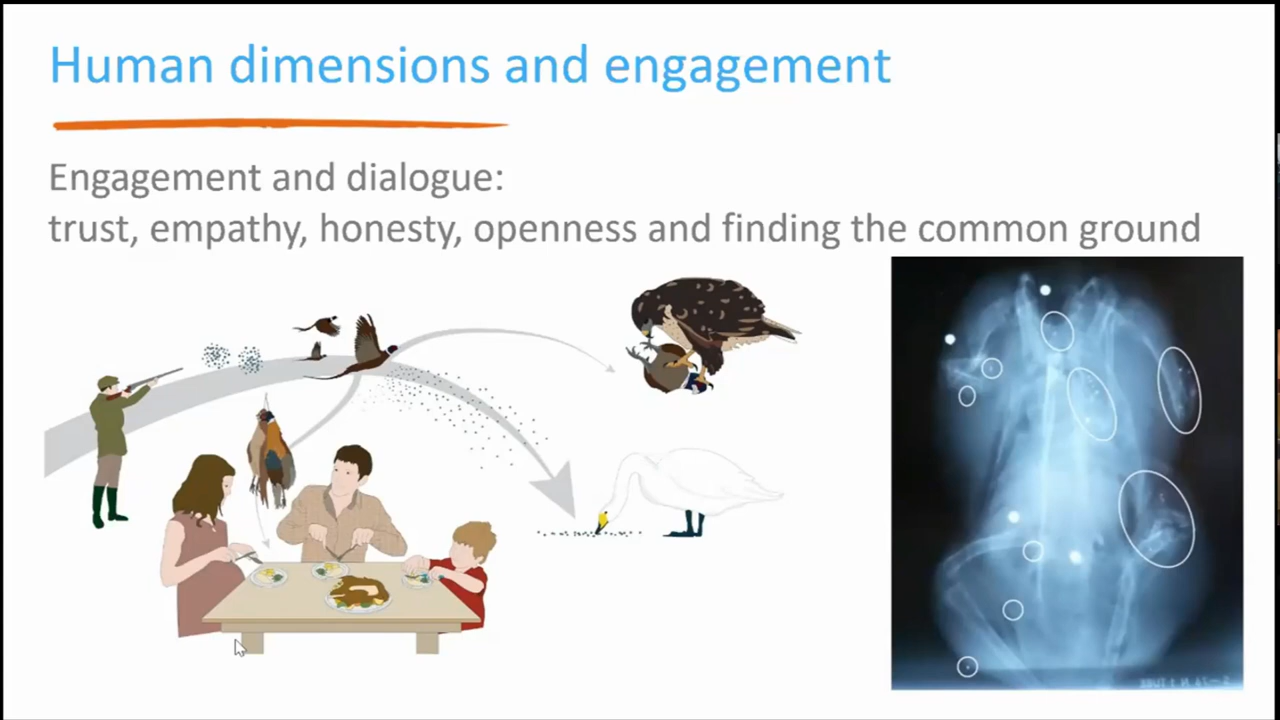 Human dimensions and engagement
Engagement and dialogue:
trust, empathy, honesty, openness and finding the common ground